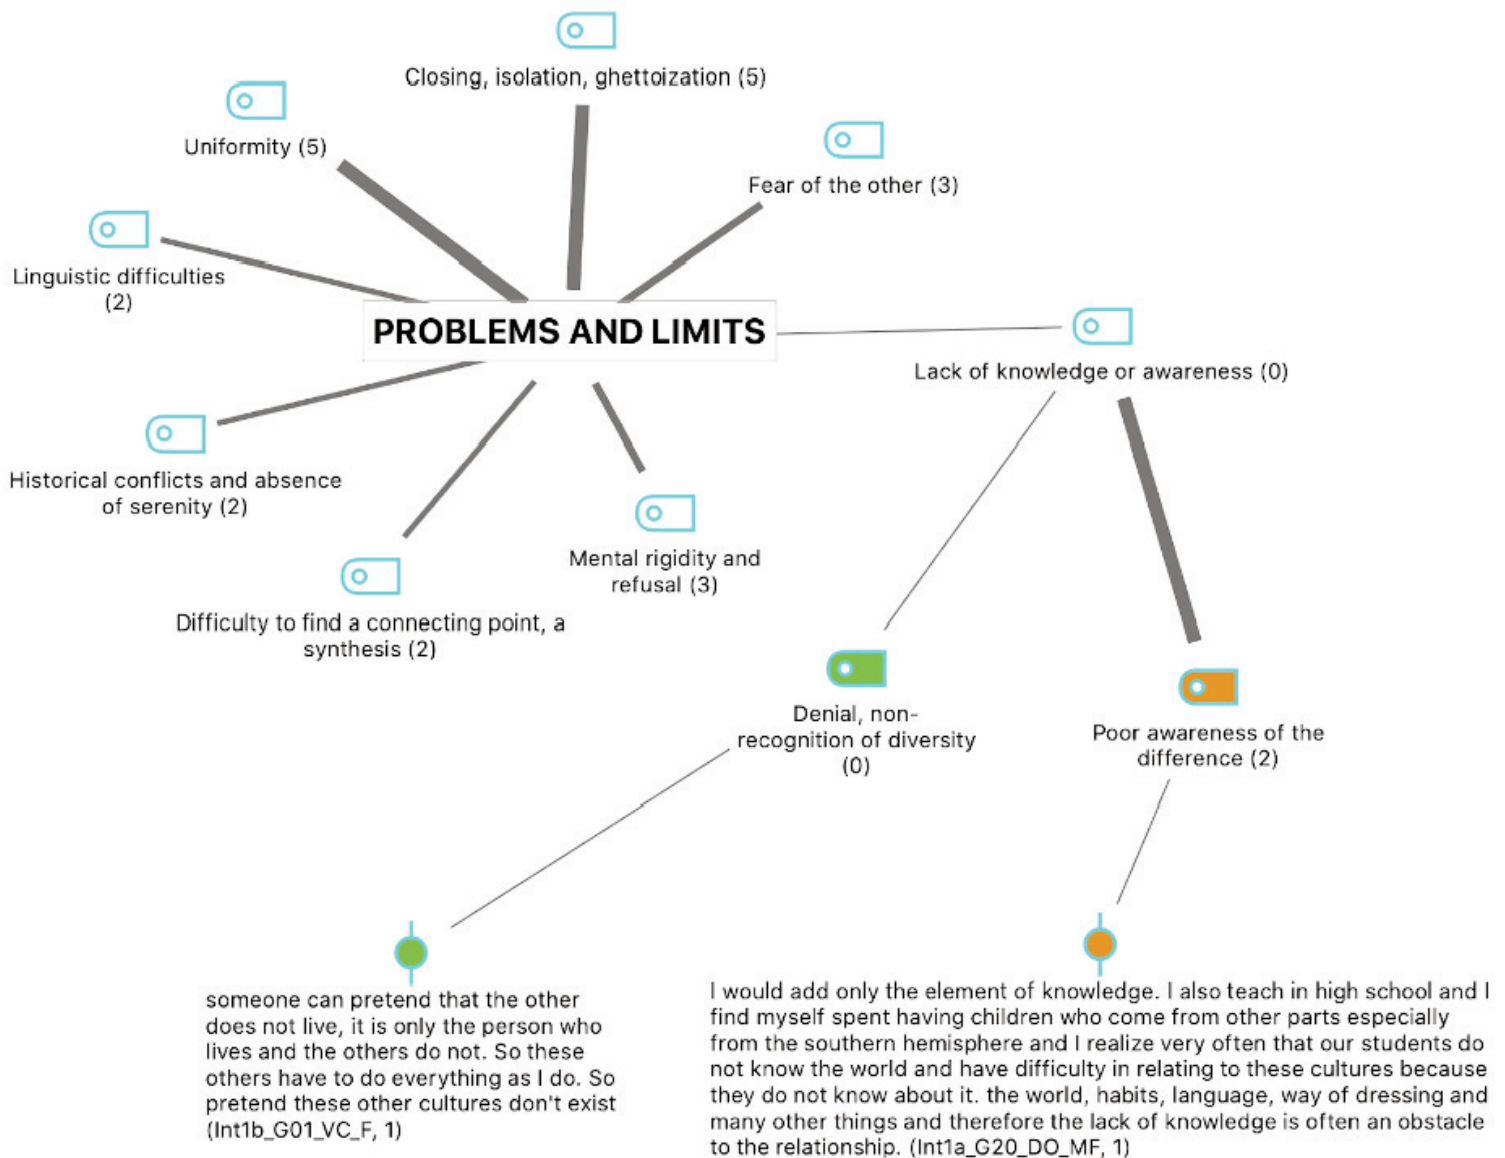 Closing, isolation, ghettoization (5)
Uniformity (5)
Fear of the other (3)
Linguistic difficulties
(2)
PROBLEMS AND LIMITS
Lack of knowledge or awareness (0)
Historical conflicts and absence
of serenity (2)
Mental rigidity and
refusal (3)
Difficulty to find a connecting point, a
synthesis (2)
Denial, non-
recognition of diversity
(0)
Poor awareness of the
difference (2)
someone can pretend that the other
does not live, it is only the person who
lives and the others do not. So these
others have to do everything as I do. So
pretend these other cultures don't exist
(Int1b_G01_VC_F, 1)
I would add only the element of knowledge. I also teach in high school and I
find myself spent having children who come from other parts especially
from the southern hemisphere and I realize very often that our students do
not know the world and have difficulty in relating to these cultures because
they do not know about it. the world, habits, language, way of dressing and
many other things and therefore the lack of knowledge is often an obstacle
to the relationship. (Int1a_G20_DO_MF, 1)